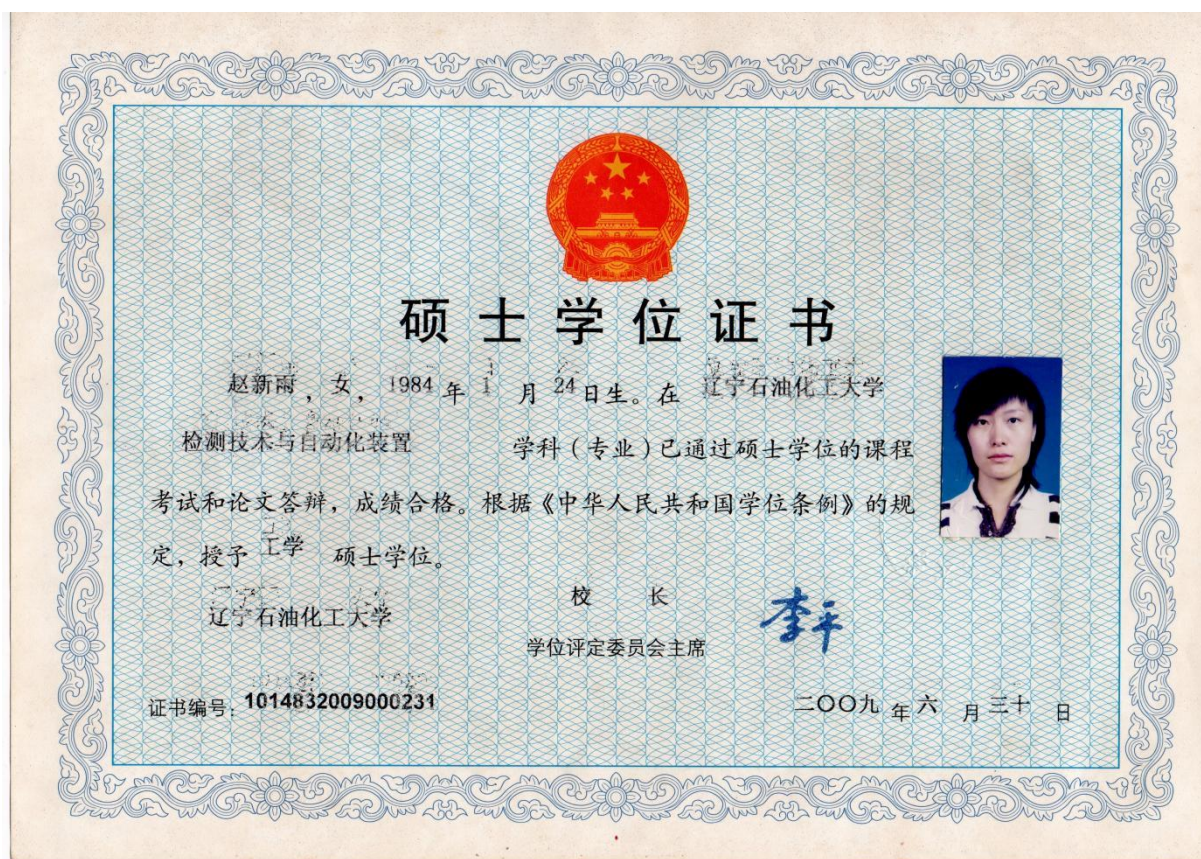 硕士学位证书
赵新雨，女，1984年1月24日生。在 辽宁石油化工大学
检测技术与自动化装置 学科（专业）已通过硕士学位的课程
考试和论文答辩，成绩合格。根据《中华人民共和国学位条例》的规
定，授予 工学 硕士学位。
辽宁石油化工大学
校 长
李平
学位评定委员会主席
证书编号：1014832009000231
二〇〇九年六月三十日